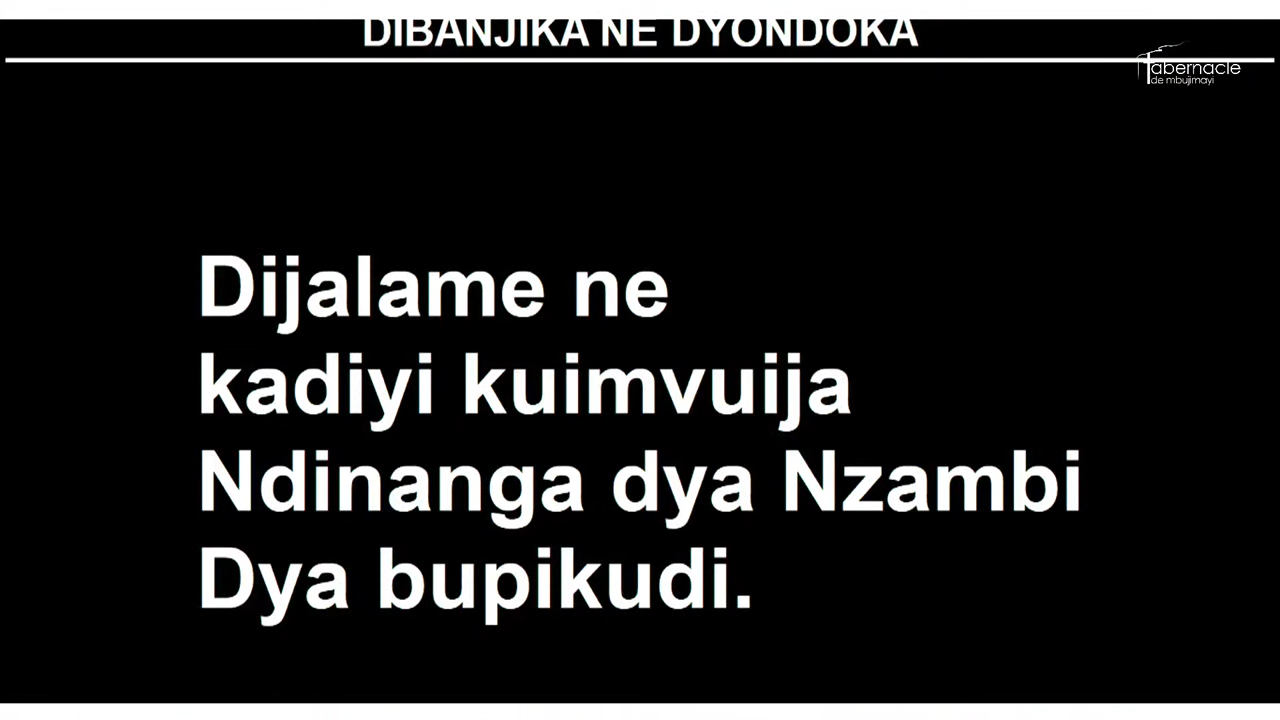 DIBANJIKA NE DYONDOKA
Tabernacle
de mbujimayi
Dijalame ne
kadiyi kuimvuija
Ndinanga dya Nzambi
Dya bupikudi.